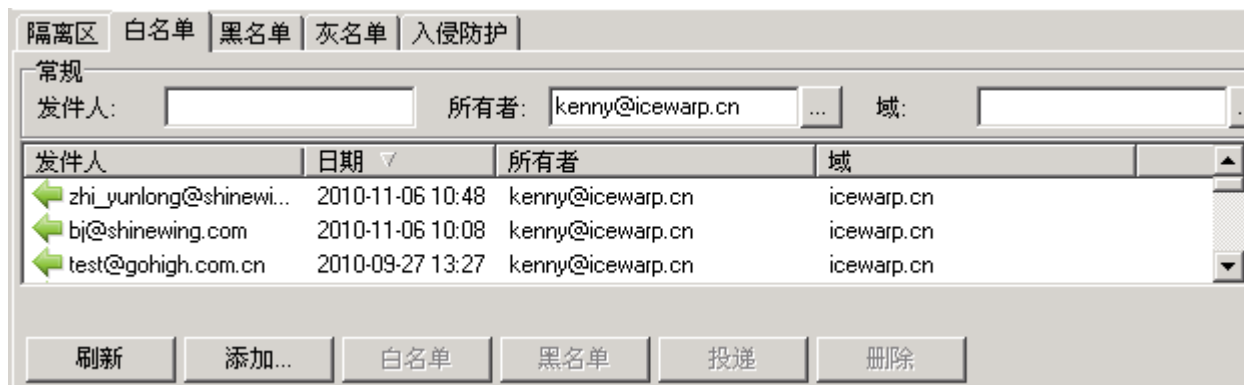 隔离区 白名单 黑名单 灰名单 入侵防护
常规
发件人: 所有者: kenny@icewarp.cn ... 域:
发件人 日期 所有者 域
zhi_yunlong@shinewi... 2010-11-06 10:48 kenny@icewarp.cn icewarp.cn
bj@shinewing.com 2010-11-06 10:08 kenny@icewarp.cn icewarp.cn
test@gohigh.com.cn 2010-09-27 13:27 kenny@icewarp.cn icewarp.cn
刷新 添加... 白名单 黑名单 投递 删除